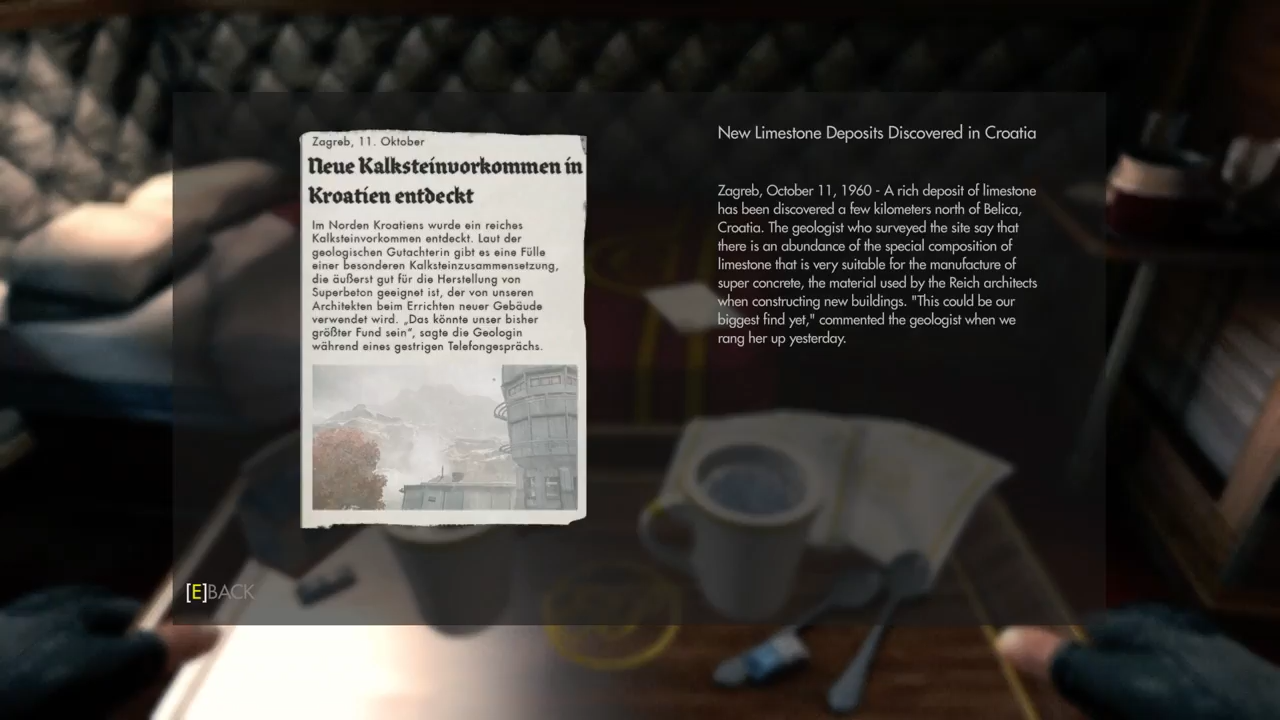 Zagreb, 11. Oktober
Neue Kalksteinvorkommen in
Kroatien entdeckt
Im Norden Kroatiens wurde ein reiches
Kalksteinvorkommen entdeckt. Laut der
geologischen Gutachterin gibt es eine Fülle
einer besonderen Kalksteinzusammensetzung,
die äußerst gut für die Herstellung von
Superbeton geeignet ist, der von unseren
Architekten beim Errichten neuer Gebäude
verwendet wird. „Das könnte unser bisher
größter Fund sein“, sagte die Geologin
während eines gestrigen Telefongesprächs.
New Limestone Deposits Discovered in Croatia
Zagreb, October 11, 1960 - A rich deposit of limestone
has been discovered a few kilometers north of Belica,
Croatia. The geologist who surveyed the site say that
there is an abundance of the special composition of
limestone that is very suitable for the manufacture of
super concrete, the material used by the Reich architects
when constructing new buildings. "This could be our
biggest find yet," commented the geologist when we
rang her up yesterday.
[E]BACK